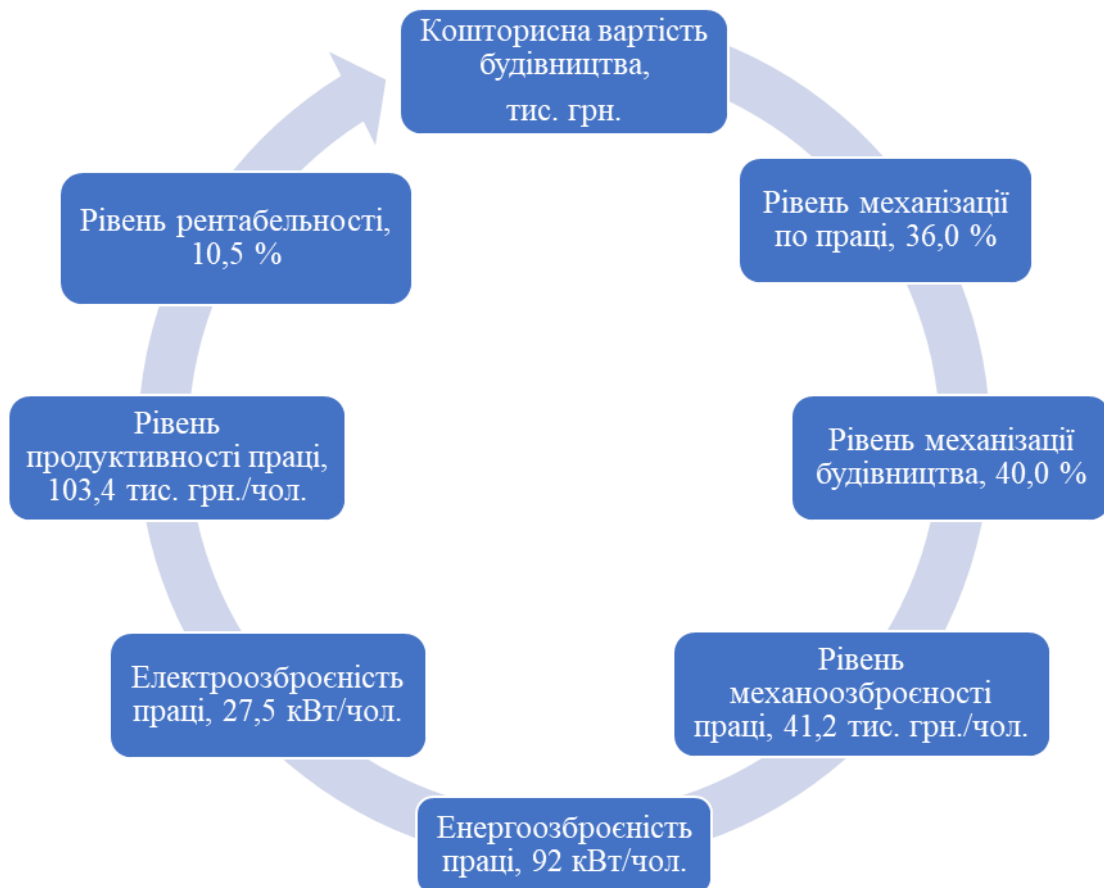 Кошторисна вартість
будівництва,
тис. грн.
Рівень механізації
по праці, 36,0 %
Рівень механізації
будівництва, 40,0 %
Рівень
механоозброєності
праці, 41,2 тис. грн./чол.
Енергоозброєність
праці, 92 кВт/чол.
Електроозброєність
праці, 27,5 кВт/чол.
Рівень
продуктивності праці,
103,4 тис. грн./чол.
Рівень рентабельності,
10,5 %